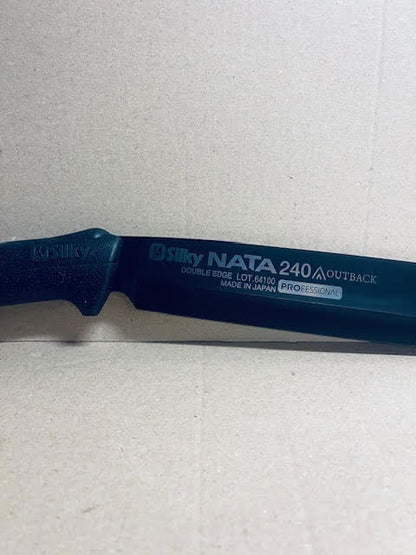 Silky
Silky NATA 240 OUTBACK
DOUBLE EDGE LOT.64100
MADE IN JAPAN PROFESSIONAL